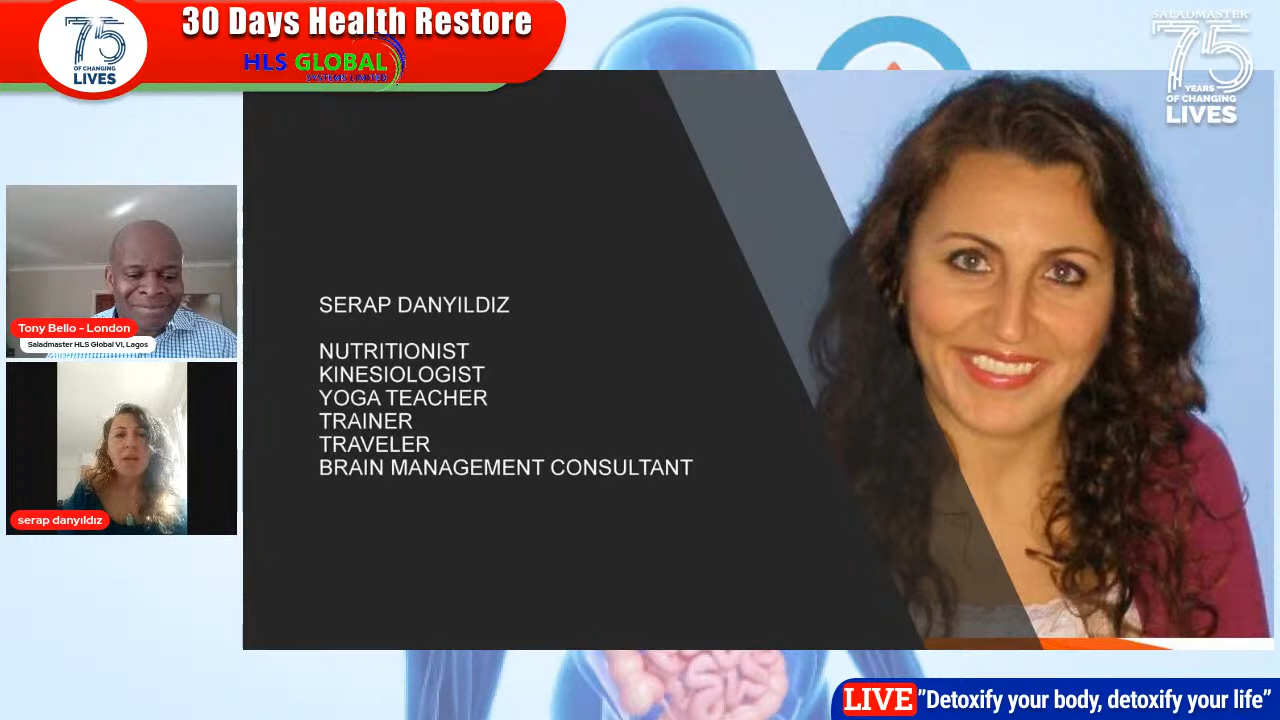 30 Days Health Restore
75
OF CHANGING
LIVES
HLS GLOBAL
SYSTEMS LIMITED
SALADMASTER
75
YEARS
OF CHANGING
LIVES
Tony Bello - London
Saladmaster HLS Global VI, Lagos
serap danyıldız
SERAP DANYILDIZ
NUTRITIONIST
KINESIOLOGIST
YOGA TEACHER
TRAINER
TRAVELER
BRAIN MANAGEMENT CONSULTANT
LIVE "Detoxify your body, detoxify your life"